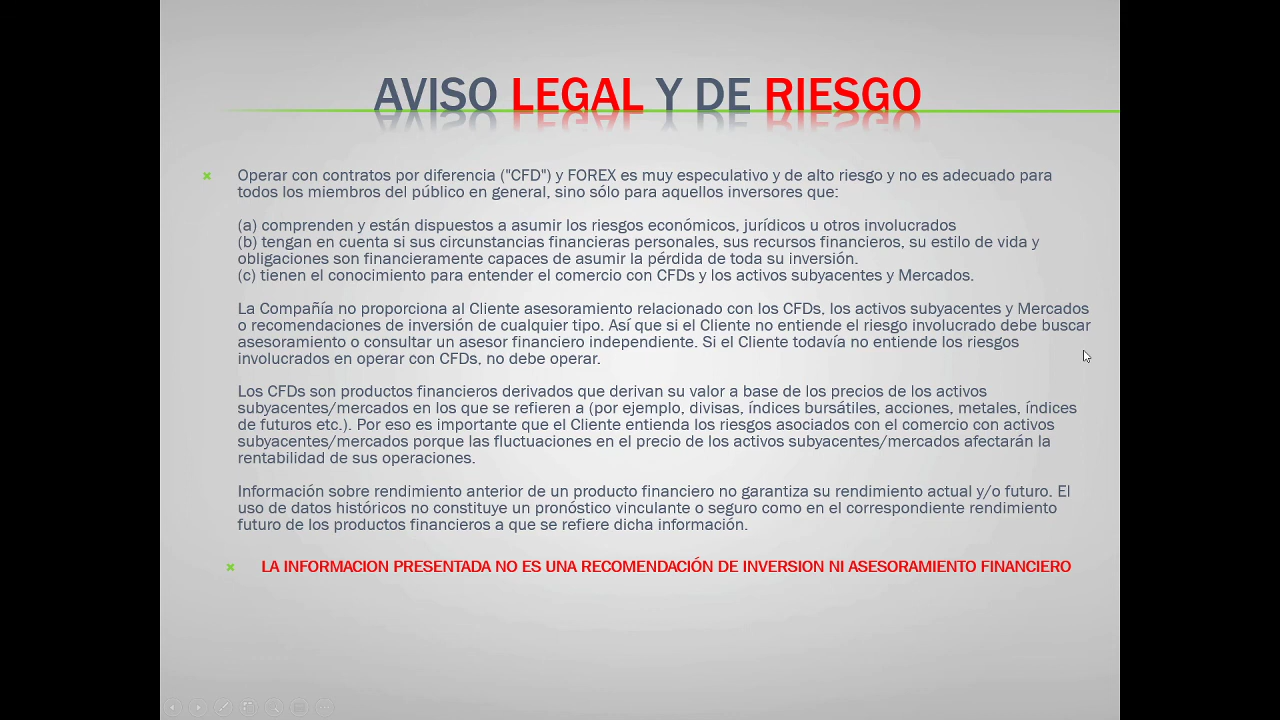 AVISO LEGAL Y DE RIESGO
Operar con contratos por diferencia ("CFD") y FOREX es muy especulativo y de alto riesgo y no es adecuado para
todos los miembros del público en general, sino sólo para aquellos inversores que:
(a) comprenden y están dispuestos a asumir los riesgos económicos, jurídicos u otros involucrados
(b) tengan en cuenta si sus circunstancias financieras personales, sus recursos financieros, su estilo de vida y
obligaciones son financieramente capaces de asumir la pérdida de toda su inversión.
(c) tienen el conocimiento para entender el comercio con CFDs y los activos subyacentes y Mercados.
La Compañía no proporciona al Cliente asesoramiento relacionado con los CFDs, los activos subyacentes y Mercados
o recomendaciones de inversión de cualquier tipo. Así que si el Cliente no entiende el riesgo involucrado debe buscar
asesoramiento o consultar un asesor financiero independiente. Si el Cliente todavía no entiende los riesgos
involucrados en operar con CFDs, no debe operar.
Los CFDs son productos financieros derivados que derivan su valor a base de los precios de los activos
subyacentes/mercados en los que se refieren a (por ejemplo, divisas, índices bursátiles, acciones, metales, índices
de futuros etc.). Por eso es importante que el Cliente entienda los riesgos asociados con el comercio con activos
subyacentes/mercados porque las fluctuaciones en el precio de los activos subyacentes/mercados afectarán la
rentabilidad de sus operaciones.
Información sobre rendimiento anterior de un producto financiero no garantiza su rendimiento actual y/o futuro. El
uso de datos históricos no constituye un pronóstico vinculante o seguro como en el correspondiente rendimiento
futuro de los productos financieros a que se refiere dicha información.
LA INFORMACION PRESENTADA NO ES UNA RECOMENDACIÓN DE INVERSION NI ASESORAMIENTO FINANCIERO